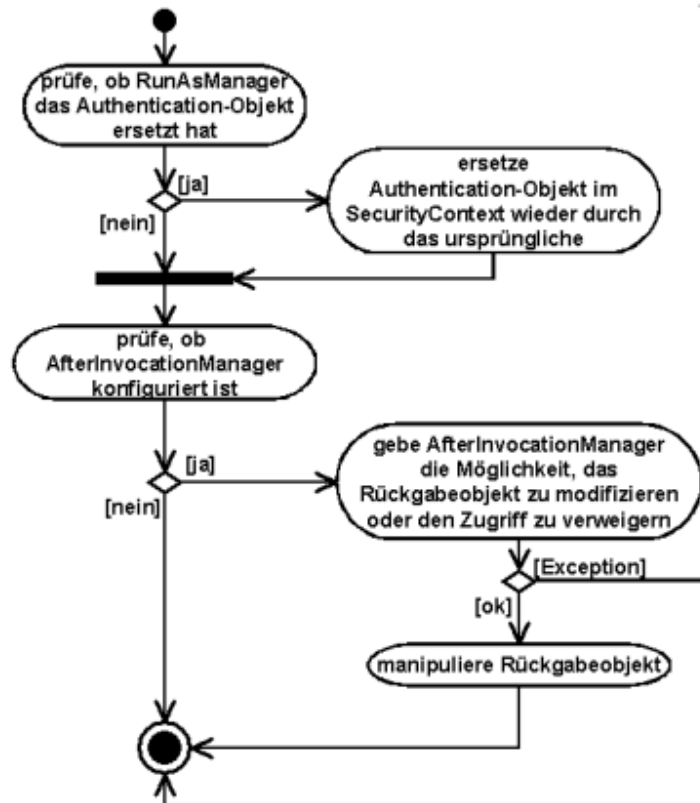 prüfe, ob RunAsManager
das Authentication-Objekt
ersetzt hat
[ja]
[nein]
ersetze
Authentication-Objekt im
SecurityContext wieder durch
das ursprüngliche
prüfe, ob
AfterInvocationManager
konfiguriert ist
[ja]
[nein]
gebe AfterInvocationManager
die Möglichkeit, das
Rückgabeobjekt zu modifizieren
oder den Zugriff zu verweigern
[Exception]
[ok]
manipuliere Rückgabeobjekt